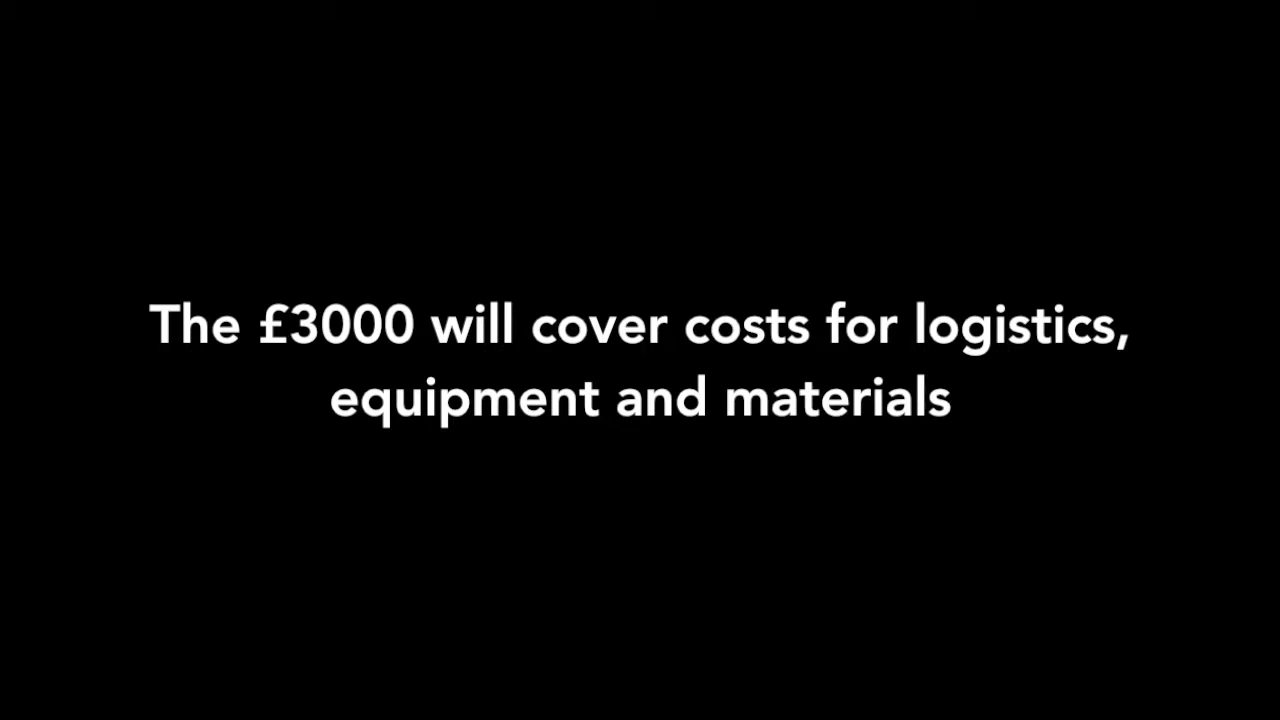 The £3000 will cover costs for logistics,
equipment and materials